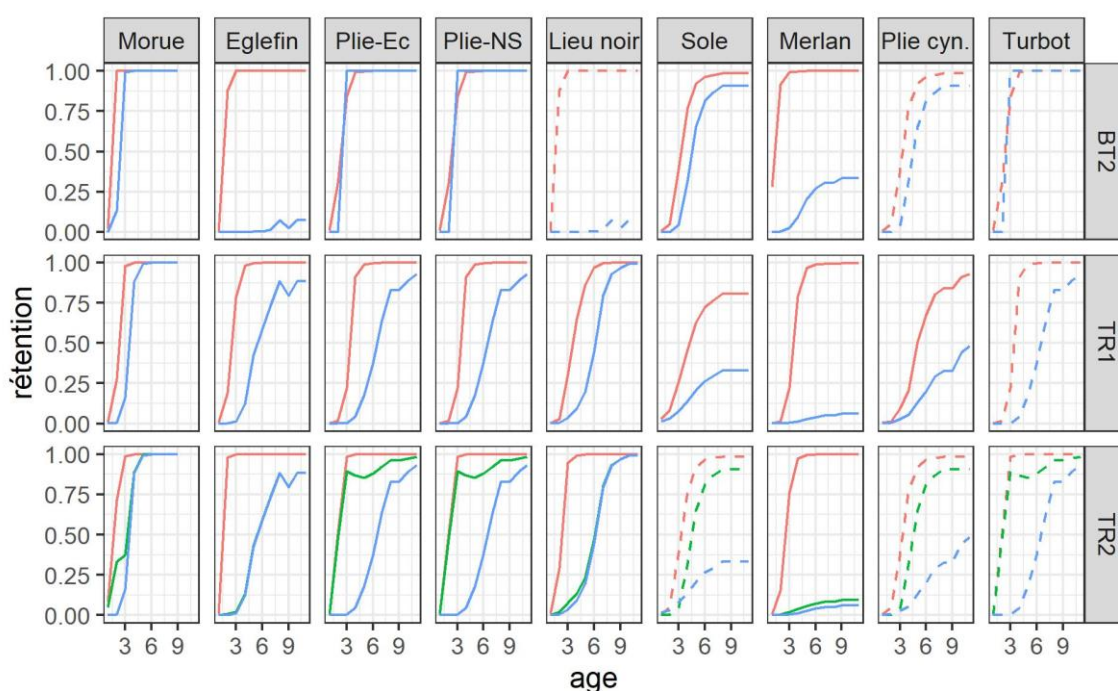 Morue Eglefin Plie-Ec Plie-NS Lieu noir Sole Merlan Plie cyn. Turbot
1.00
0.75
0.50
0.25
0.00
BT2
1.00
0.75
0.50
0.25
0.00
TR1
rétention
1.00
0.75
0.50
0.25
0.00
TR2
3 6 9 3 6 9 3 6 9 3 6 9 3 6 9 3 6 9 3 6 9 3 6 9 3 6 9
age